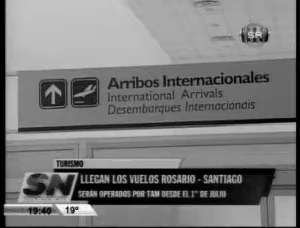 SR
Arribos Internacionales
International Arrivals
Desembarques Internacionais
TURISMO
LLEGAN LOS VUELOS ROSARIO - SANTIAGO
SERÁN OPERADOS POR TAM DESDE EL 1° DE JULIO
SN
19:40 19°